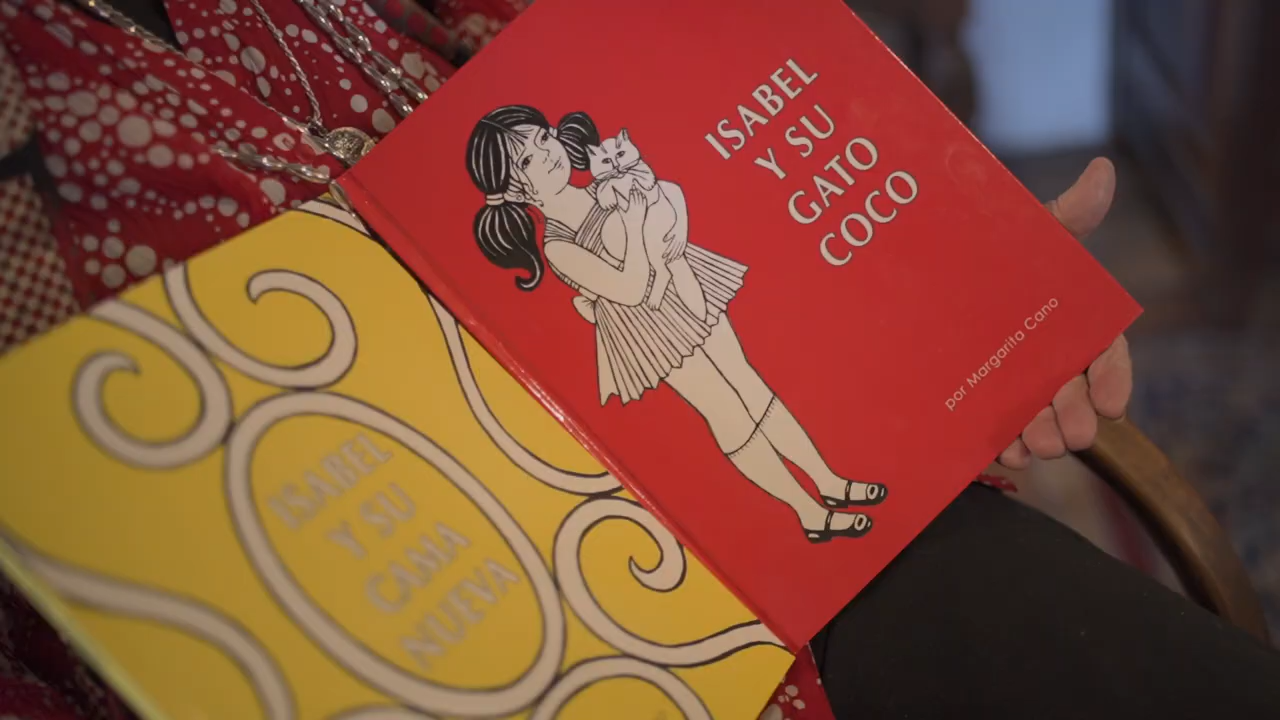 ISABEL
Y SU
GATO
COCO
por Margarita Cano
ISABEL
Y SU
CAMA
NUEVA